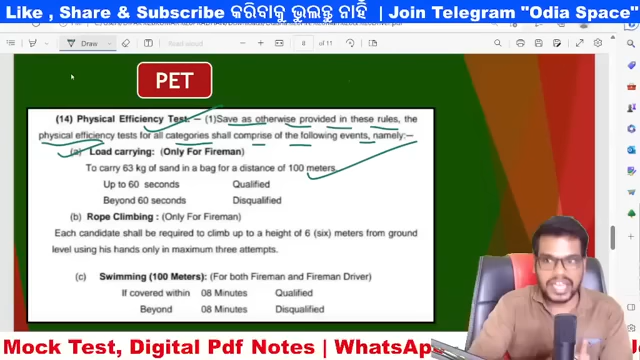 Like , Share & Subscribe କରିବାକୁ ଭୁଲନ୍ତୁ ନାହିଁ | Join Telegram "Odia Space"
Draw
Read aloud
PET
(14) Physical Efficiency Test. – (1)Save as otherwise provided in these rules, the
physical efficiency tests for all categories shall comprise of the following events, namely:–
(a) Load carrying: (Only For Fireman)
To carry 63 kg of sand in a bag for a distance of 100 meters.
Up to 60 seconds Qualified
Beyond 60 seconds Disqualified
(b) Rope Climbing : (Only For Fireman)
Each candidate shall be required to climb up to a height of 6 (six) meters from ground
level using his hands only in maximum three attempts.
(c) Swimming (100 Meters): (For both Fireman and Fireman Driver)
If covered within 08 Minutes Qualified
Beyond 08 Minutes Disqualified
Mock Test, Digital Pdf Notes | WhatsApp